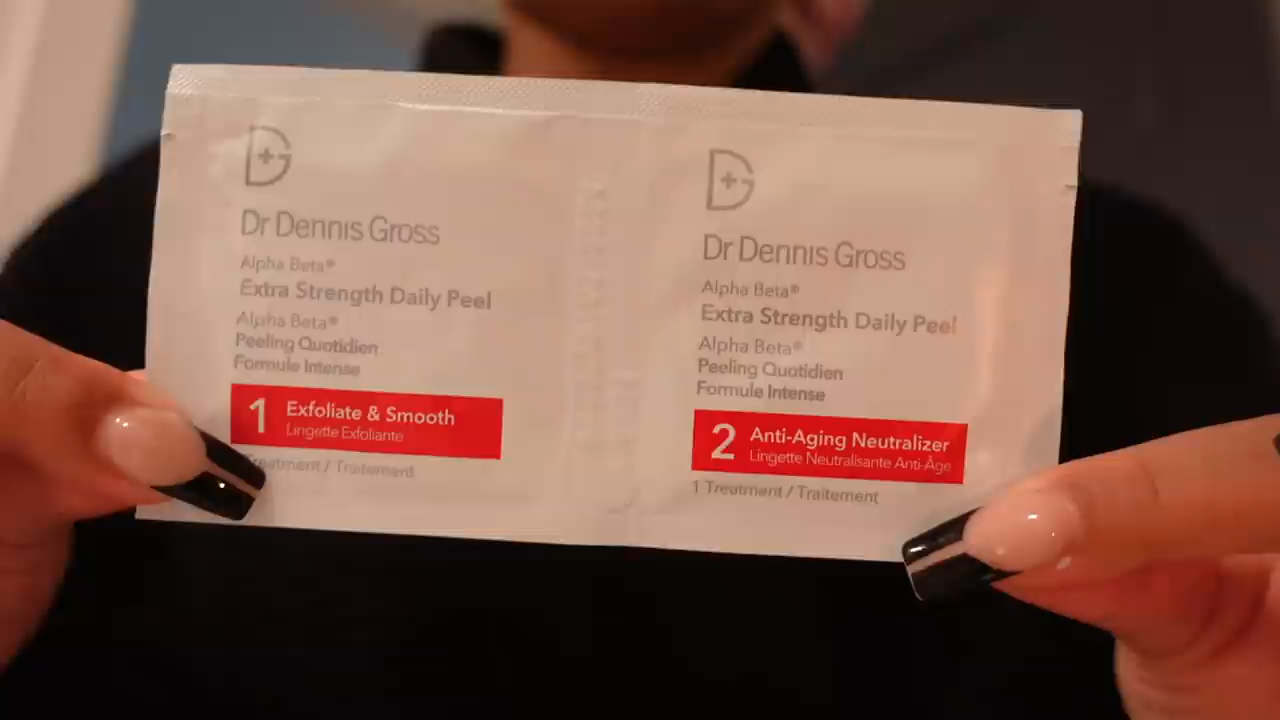 Dr Dennis Gross
Alpha Beta®
Extra Strength Daily Peel
Alpha Beta®
Peeling Quotidien
Formule Intense
1 Exfoliate & Smooth
Lingette Exfoliante
Treatment / Traitement
Dr Dennis Gross
Alpha Beta®
Extra Strength Daily Peel
Alpha Beta®
Peeling Quotidien
Formule Intense
2 Anti-Aging Neutralizer
Lingette Neutralisante Anti-Âge
1 Treatment / Traitement